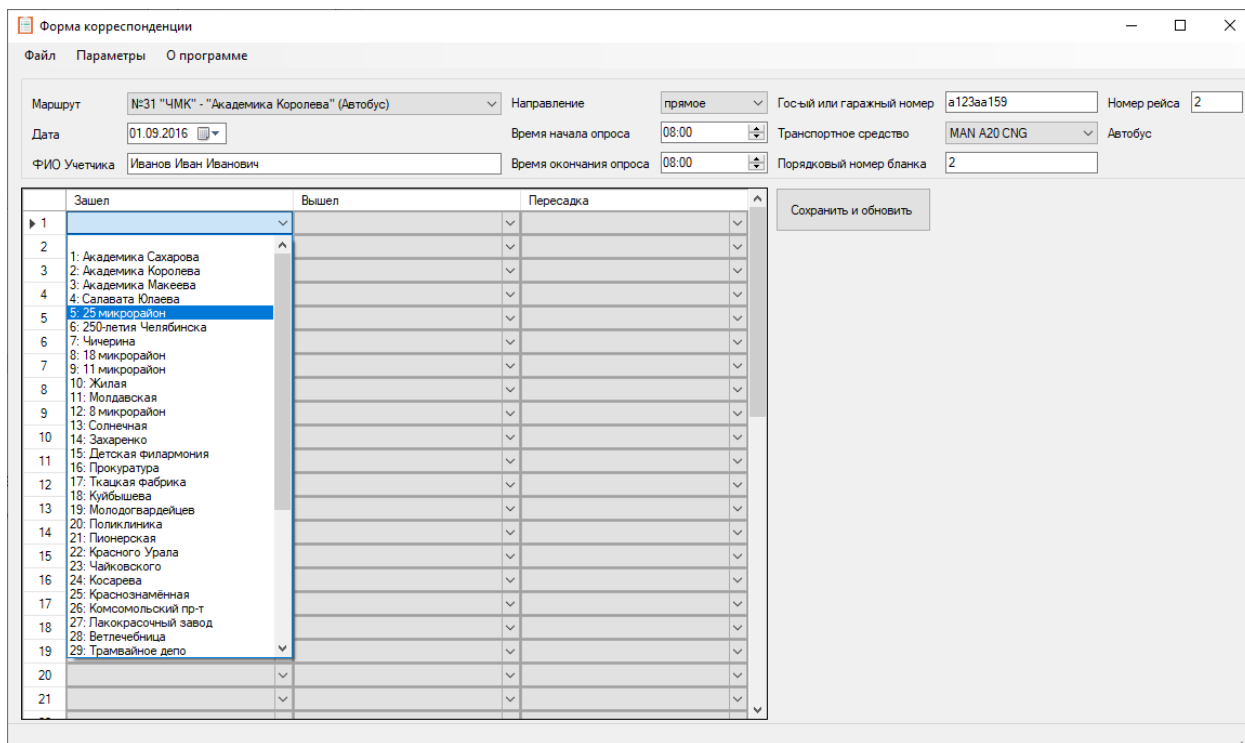 Форма корреспонденции
Файл Параметры О программе
Маршрут №31 "ЧМК" - "Академика Королева" (Автобус) Направление прямое Гос-ый или гаражный номер а123аа159 Номер рейса 2
Дата 01.09.2016 Время начала опроса 08:00 Транспортное средство MAN A20 CNG Автобус
ФИО Учетчика Иванов Иван Иванович Время окончания опроса 08:00 Порядковый номер бланка 2
Зашел Вышел Пересадка
Сохранить и обновить
1
2
3
4
5
6
7
8
9
10
11
12
13
14
15
16
17
18
19
20
21
1: Академика Сахарова
2: Академика Королева
3: Академика Макеева
4: Салавата Юлаева
5: 25 микрорайон
6: 250-летия Челябинска
7: Чичерина
8: 18 микрорайон
9: 11 микрорайон
10: Жилая
11: Молдавская
12: 8 микрорайон
13: Солнечная
14: Захаренко
15: Детская филармония
16: Прокуратура
17: Ткацкая фабрика
18: Куйбышева
19: Молодогвардейцев
20: Поликлиника
21: Пионерская
22: Красного Урала
23: Чайковского
24: Косарева
25: Краснознамённая
26: Комсомольский пр-т
27: Лакокрасочный завод
28: Ветлечебница
29: Трамвайное депо